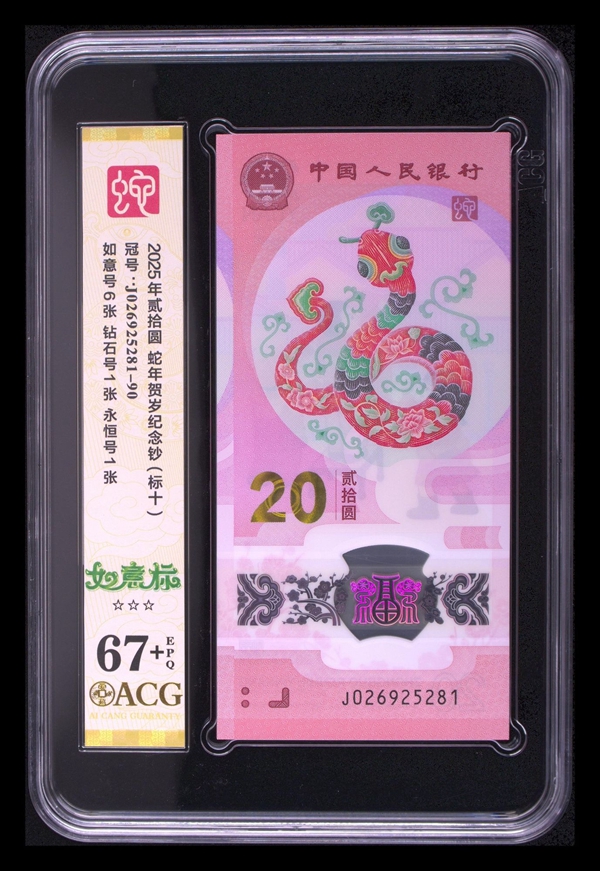 蛇
2025年贰拾圆 蛇年贺岁纪念钞(标十)
冠号:J026925281-90
如意号6张 钻石号1张 永恒号1张
如意标
☆☆☆
67+EPQ
ACG
AI CANG GUARANTY
中国人民银行
蛇
20
贰拾圆
福
J026925281